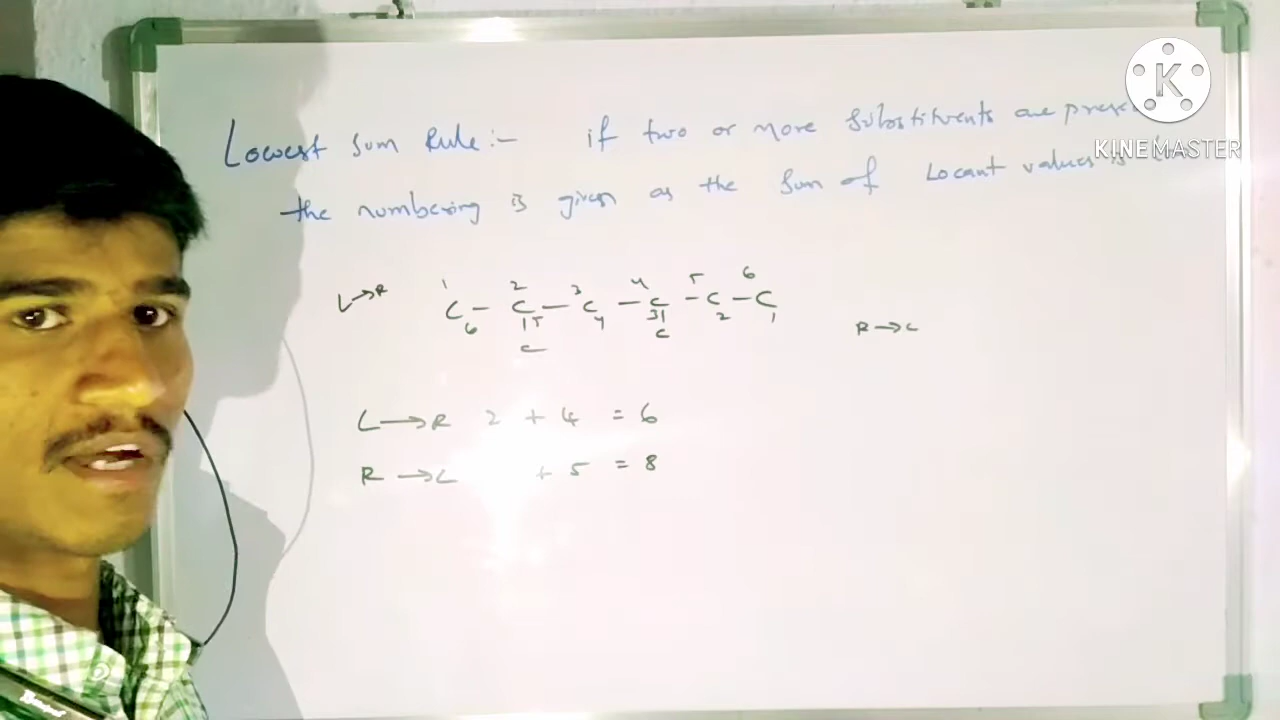 K
KINEMASTER
Lowest Sum Rule:- if two or more substituents are
the numbering is given as the sum of Locant values is
1 2 3 4 5 6
L→R C - C - C - C - C - C
6 5 4 3 2 1
C C
R→L
L→R 2 + 4 = 6
R→L + 5 = 8